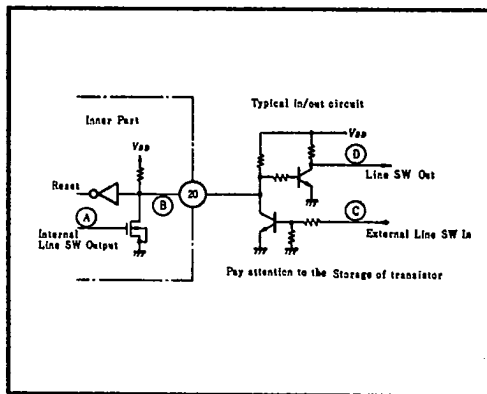 Typical in/out circuit
Inner Part
VDD
VDD
D
Line SW Out
Reset
B
20
A
Internal
Line SW Output
C
External Line SW In
Pay attention to the Storage of transistor